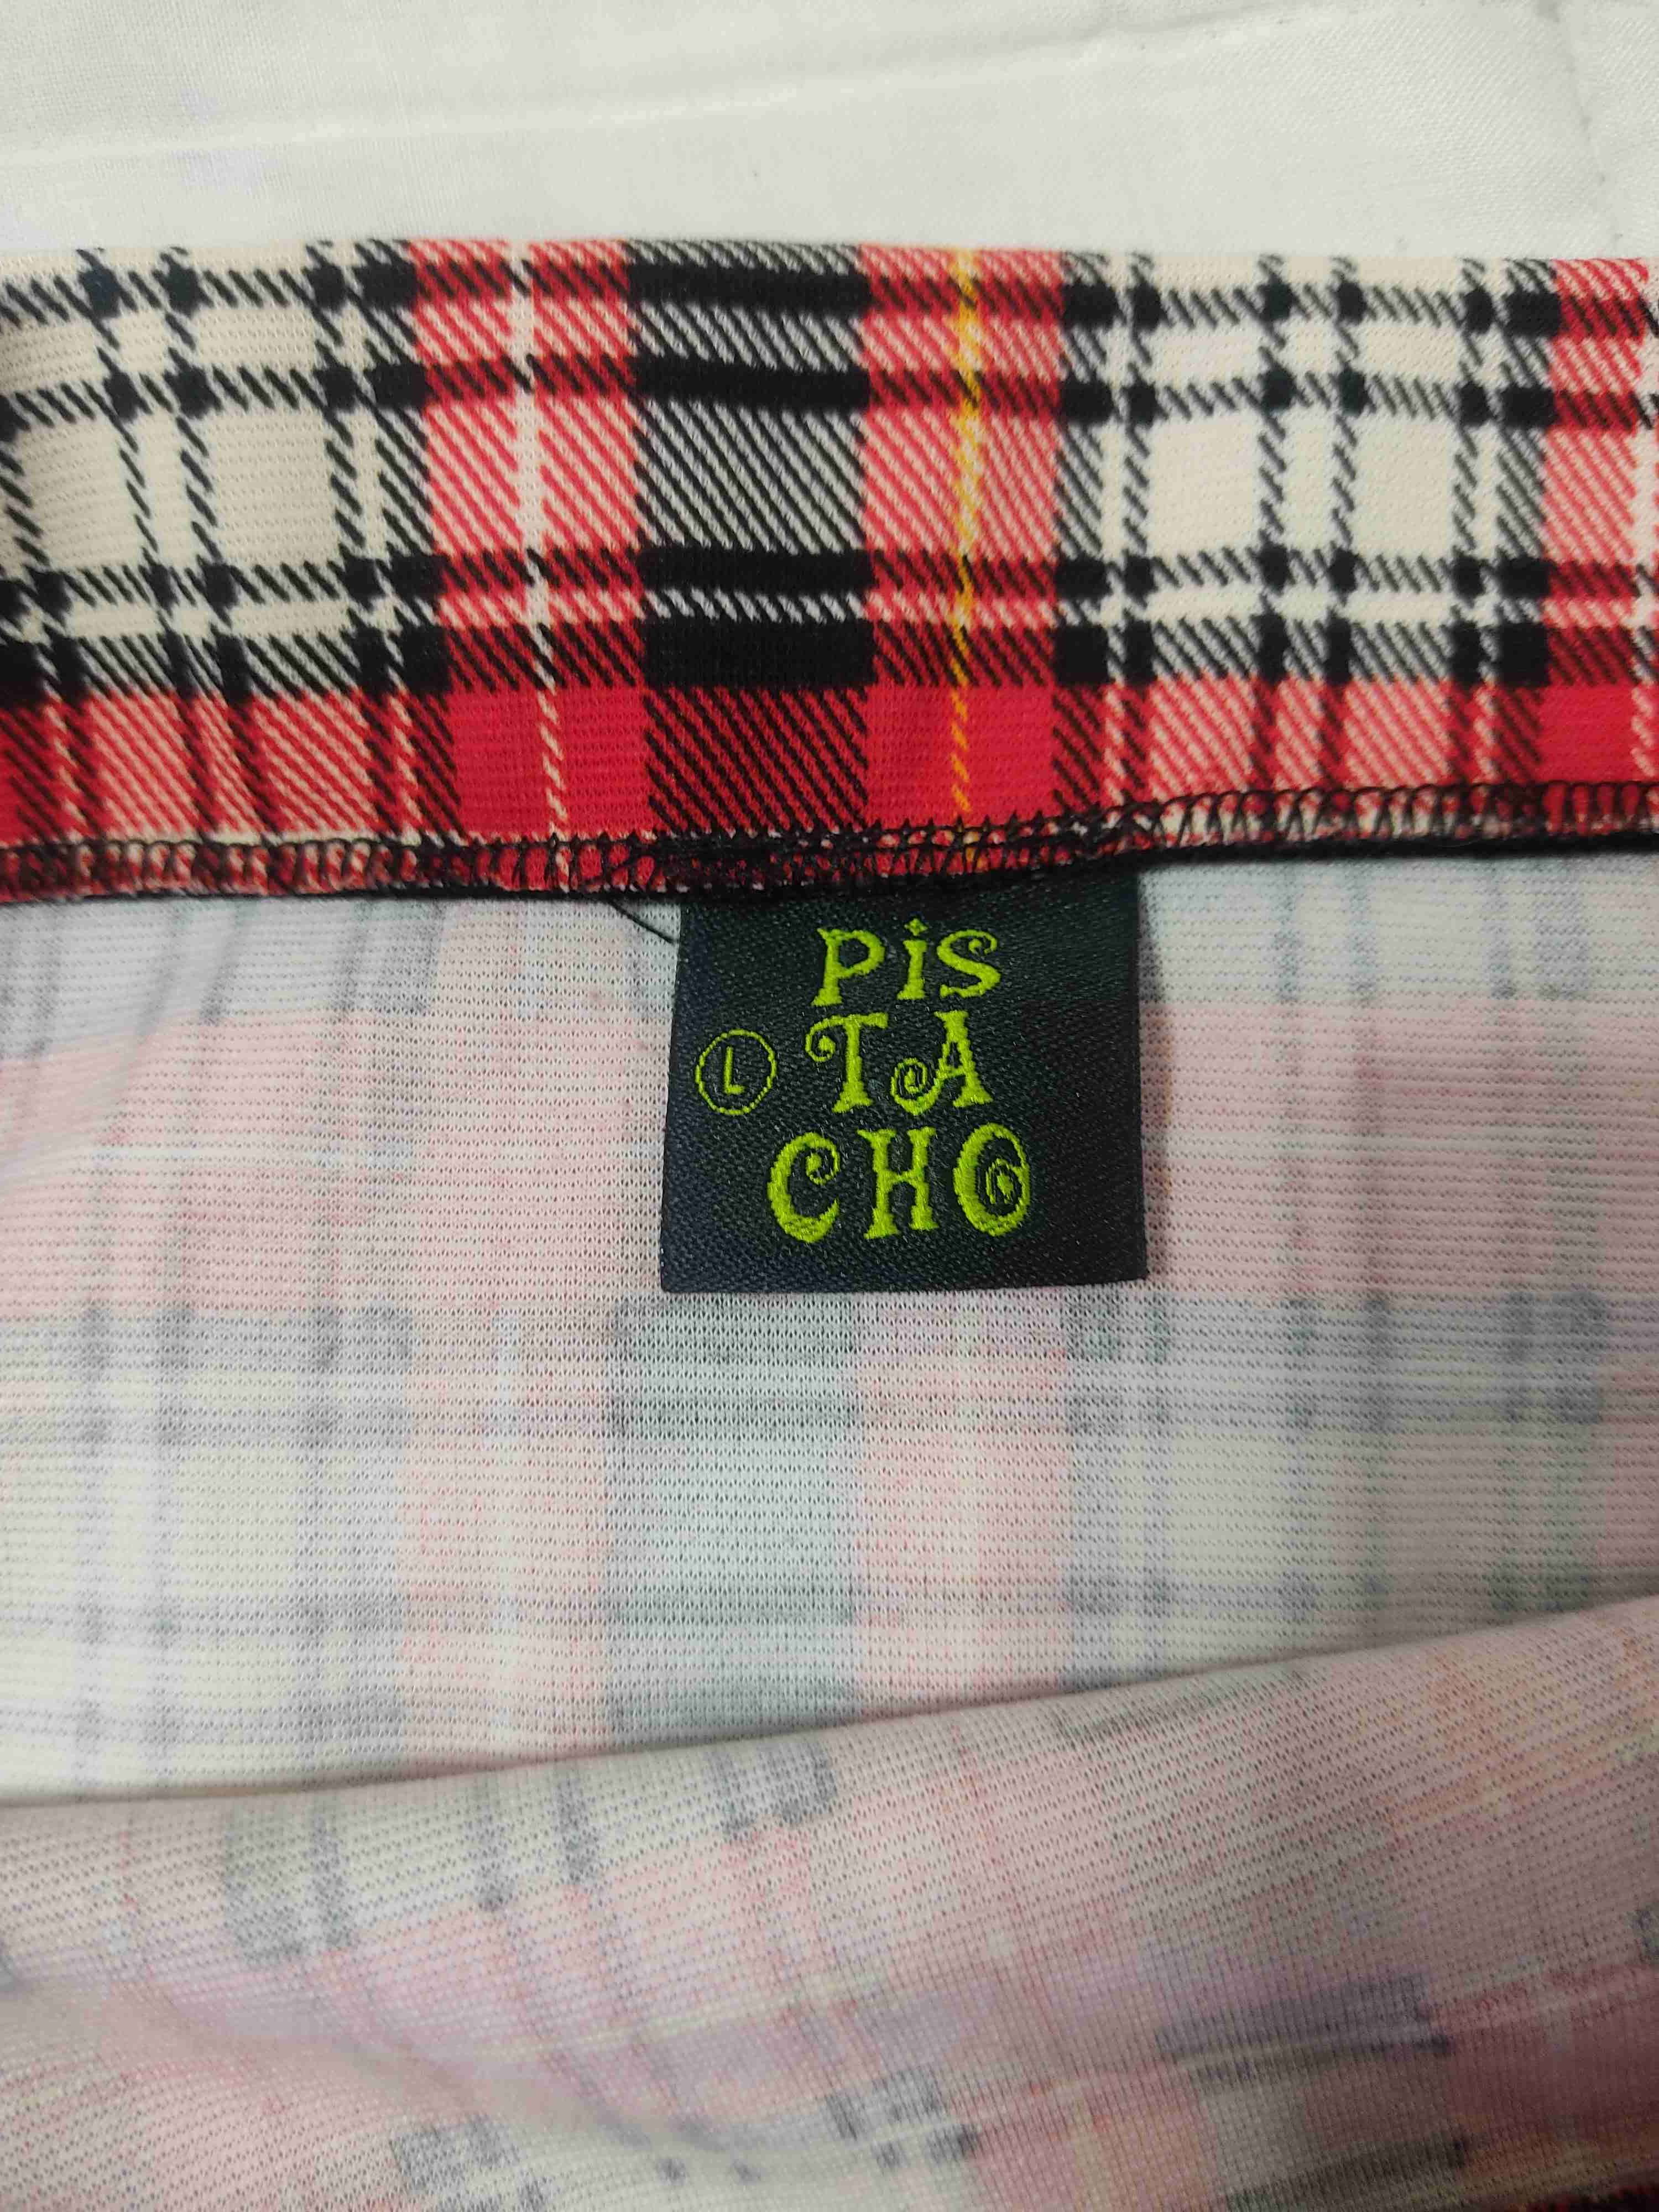 PiS
Ⓛ TA
CHO